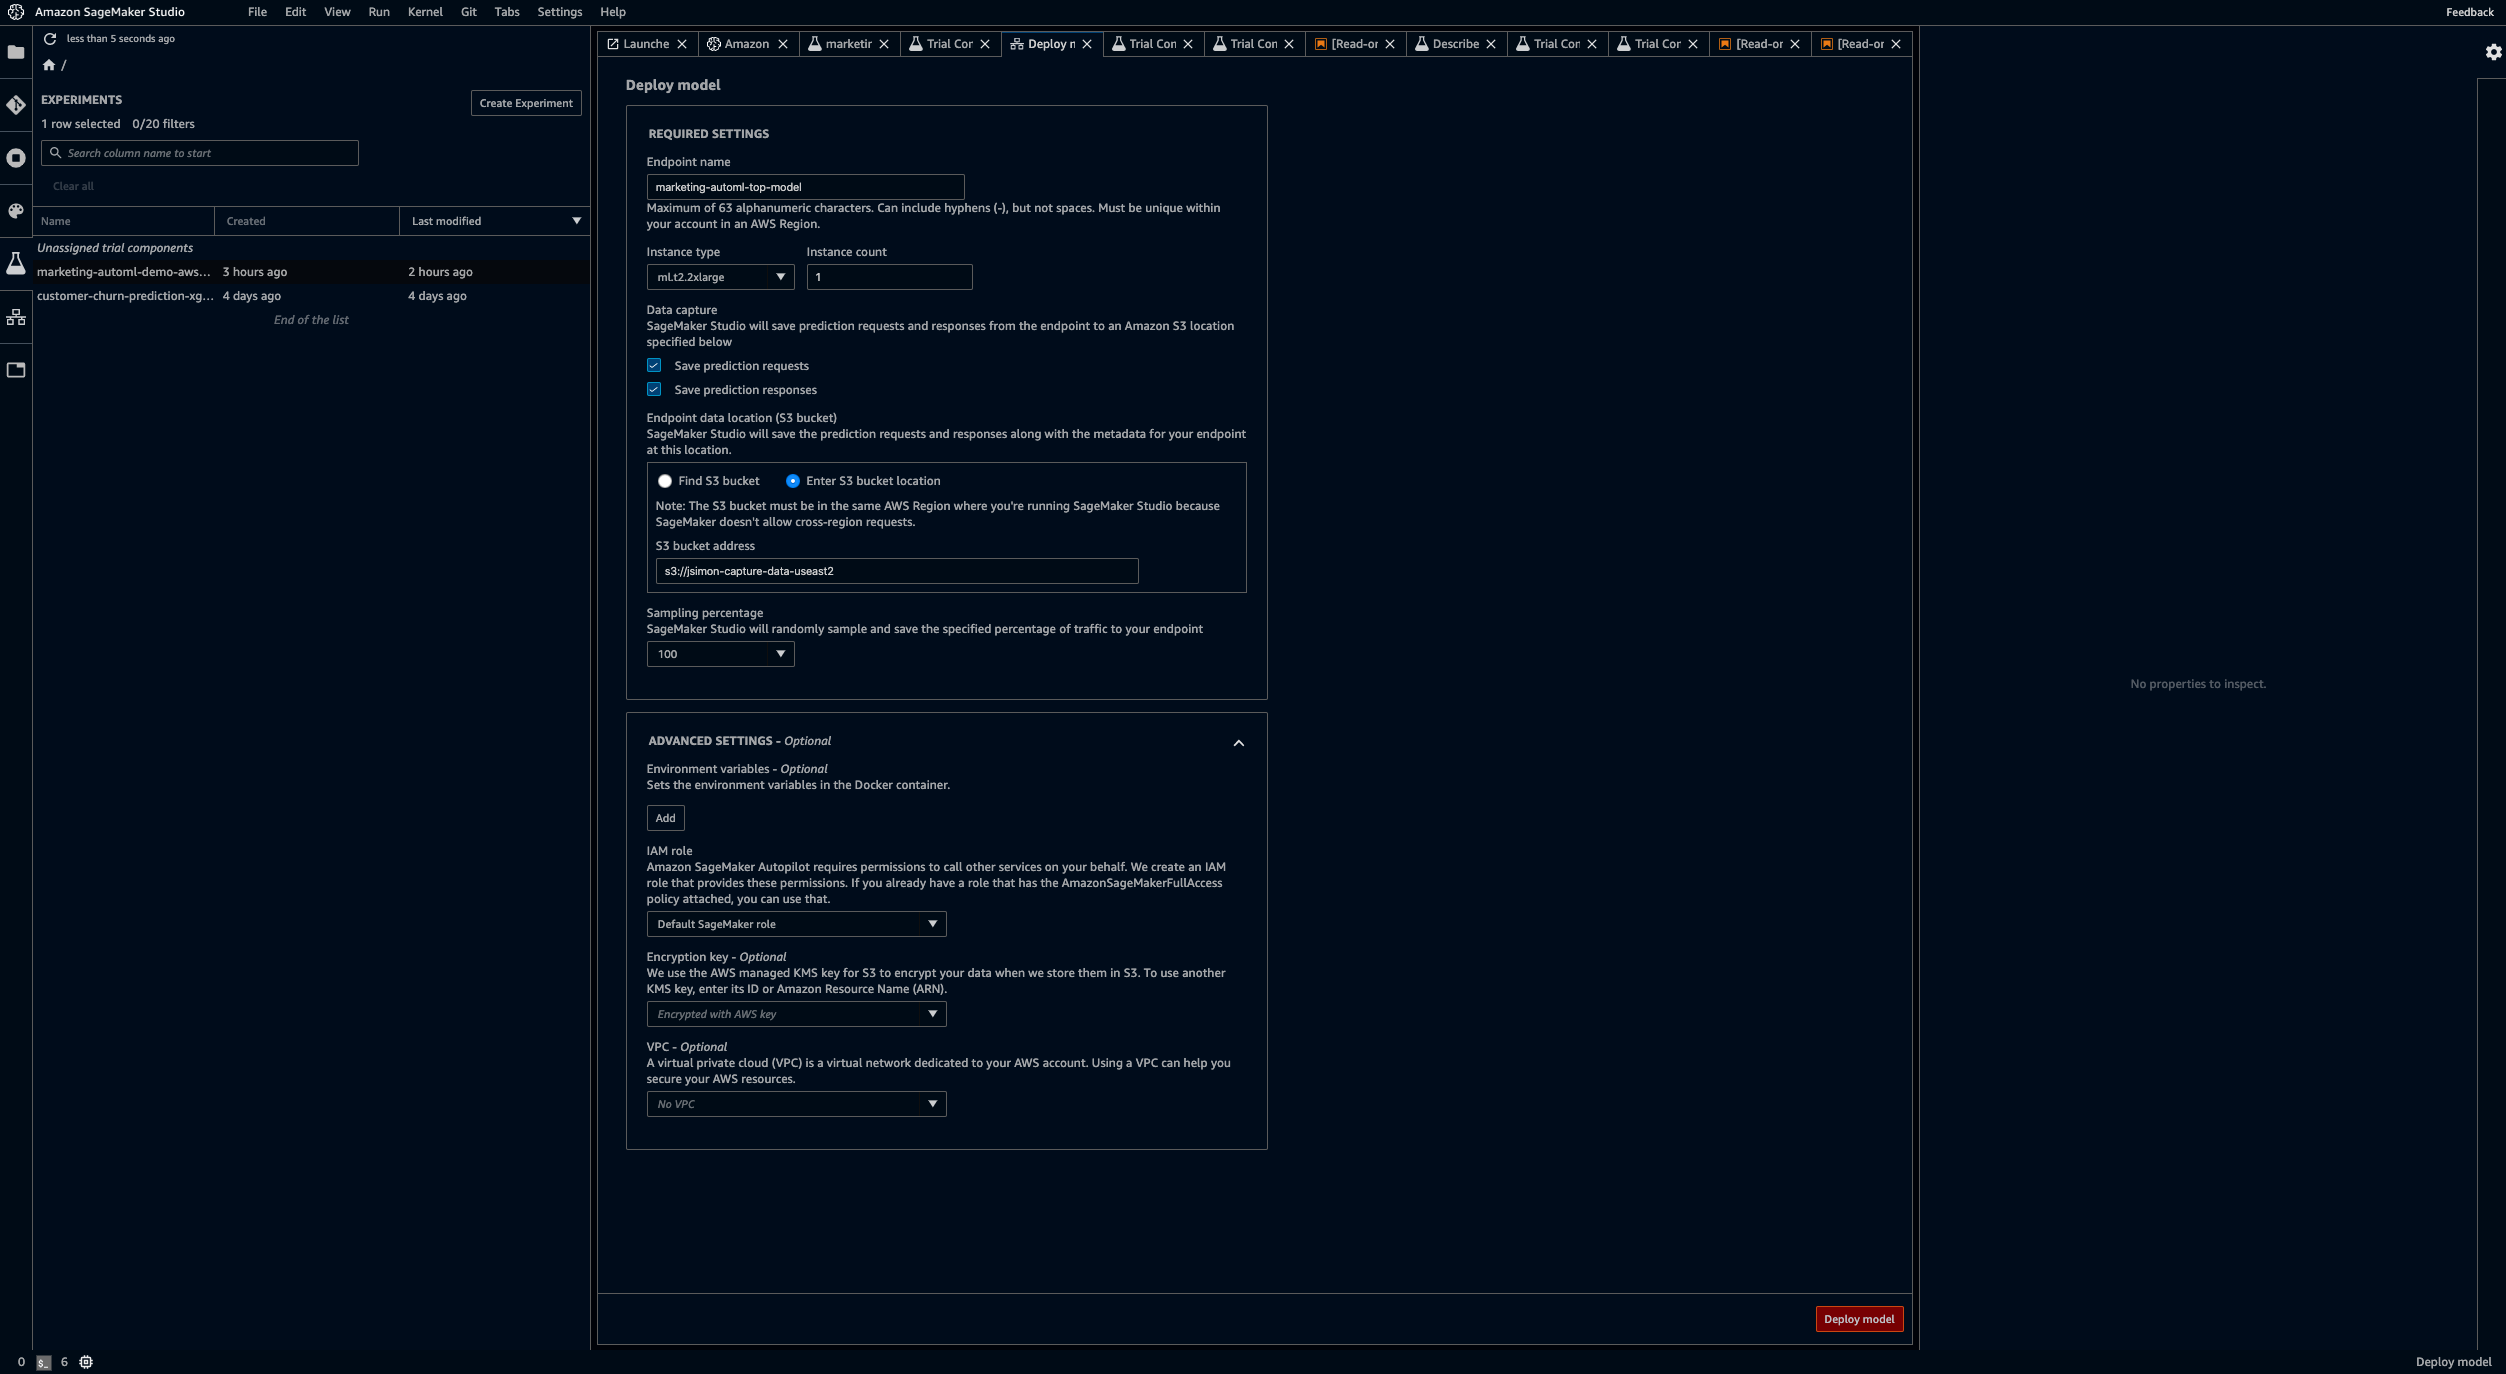 Amazon SageMaker Studio File Edit View Run Kernel Git Tabs Settings Help Feedback
less than 5 seconds ago
/
EXPERIMENTS
Create Experiment
1 row selected 0/20 filters
Search column name to start
Clear all
Name Created Last modified
Unassigned trial components
marketing-automl-demo-aws... 3 hours ago 2 hours ago
customer-churn-prediction-xg... 4 days ago 4 days ago
End of the list
Launche Amazon marketir Trial Cor Deploy r Trial Con Trial Con [Read-or Describe Trial Con Trial Cor [Read-or [Read-or
Deploy model
REQUIRED SETTINGS
Endpoint name
marketing-automl-top-model
Maximum of 63 alphanumeric characters. Can include hyphens (-), but not spaces. Must be unique within
your account in an AWS Region.
Instance type Instance count
ml.t2.2xlarge 1
Data capture
SageMaker Studio will save prediction requests and responses from the endpoint to an Amazon S3 location
specified below
Save prediction requests
Save prediction responses
Endpoint data location (S3 bucket)
SageMaker Studio will save the prediction requests and responses along with the metadata for your endpoint
at this location.
Find S3 bucket Enter S3 bucket location
Note: The S3 bucket must be in the same AWS Region where you're running SageMaker Studio because
SageMaker doesn't allow cross-region requests.
S3 bucket address
s3://jsimon-capture-data-useast2
Sampling percentage
SageMaker Studio will randomly sample and save the specified percentage of traffic to your endpoint
100
ADVANCED SETTINGS - Optional
Environment variables - Optional
Sets the environment variables in the Docker container.
Add
IAM role
Amazon SageMaker Autopilot requires permissions to call other services on your behalf. We create an IAM
role that provides these permissions. If you already have a role that has the AmazonSageMakerFullAccess
policy attached, you can use that.
Default SageMaker role
Encryption key - Optional
We use the AWS managed KMS key for S3 to encrypt your data when we store them in S3. To use another
KMS key, enter its ID or Amazon Resource Name (ARN).
Encrypted with AWS key
VPC - Optional
A virtual private cloud (VPC) is a virtual network dedicated to your AWS account. Using a VPC can help you
secure your AWS resources.
No VPC
Deploy model
No properties to inspect.
0 $_ 6 Deploy model